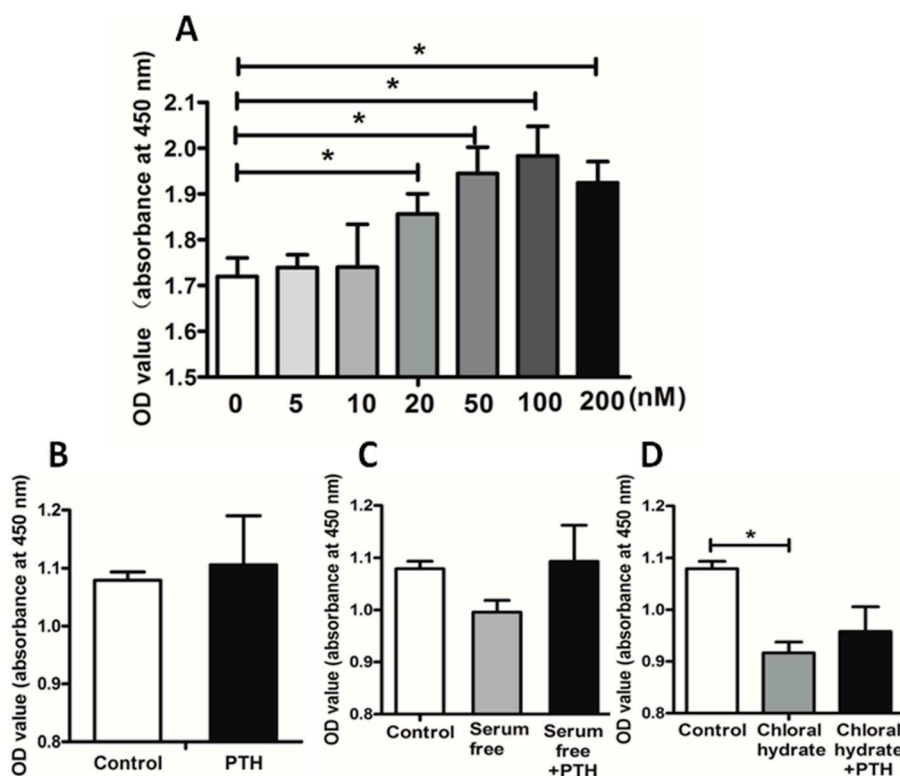 A
OD value （absorbance at 450 nm)
*
*
*
*
2.1
2.0
1.9
1.8
1.7
1.6
1.5
0 5 10 20 50 100 200 (nM)
B
OD value (absorbance at 450 nm)
1.2
1.1
1.0
0.9
0.8
Control PTH
C
OD value (absorbance at 450 nm)
1.2
1.1
1.0
0.9
0.8
Control Serum Serum
free free
+PTH
D
OD value (absorbance at 450 nm)
*
1.2
1.1
1.0
0.9
0.8
Control Chloral Chloral
hydrate hydrate
+PTH